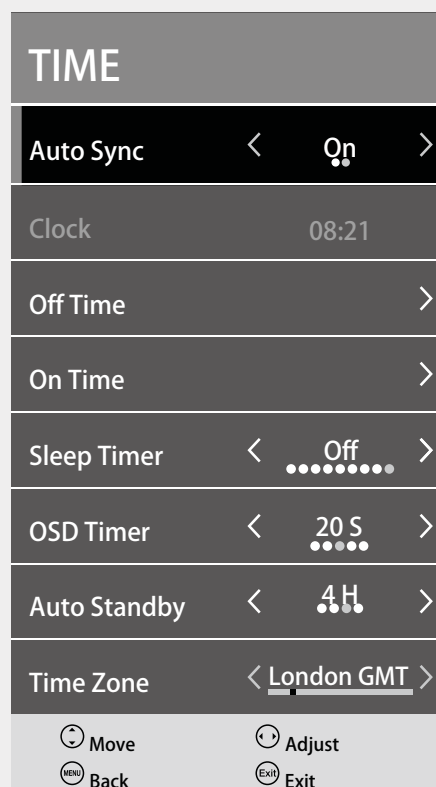 TIME
Auto Sync On
Clock 08:21
Off Time
On Time
Sleep Timer Off
OSD Timer 20 S
Auto Standby 4 H
Time Zone London GMT
Move Adjust
MENU Back Exit Exit